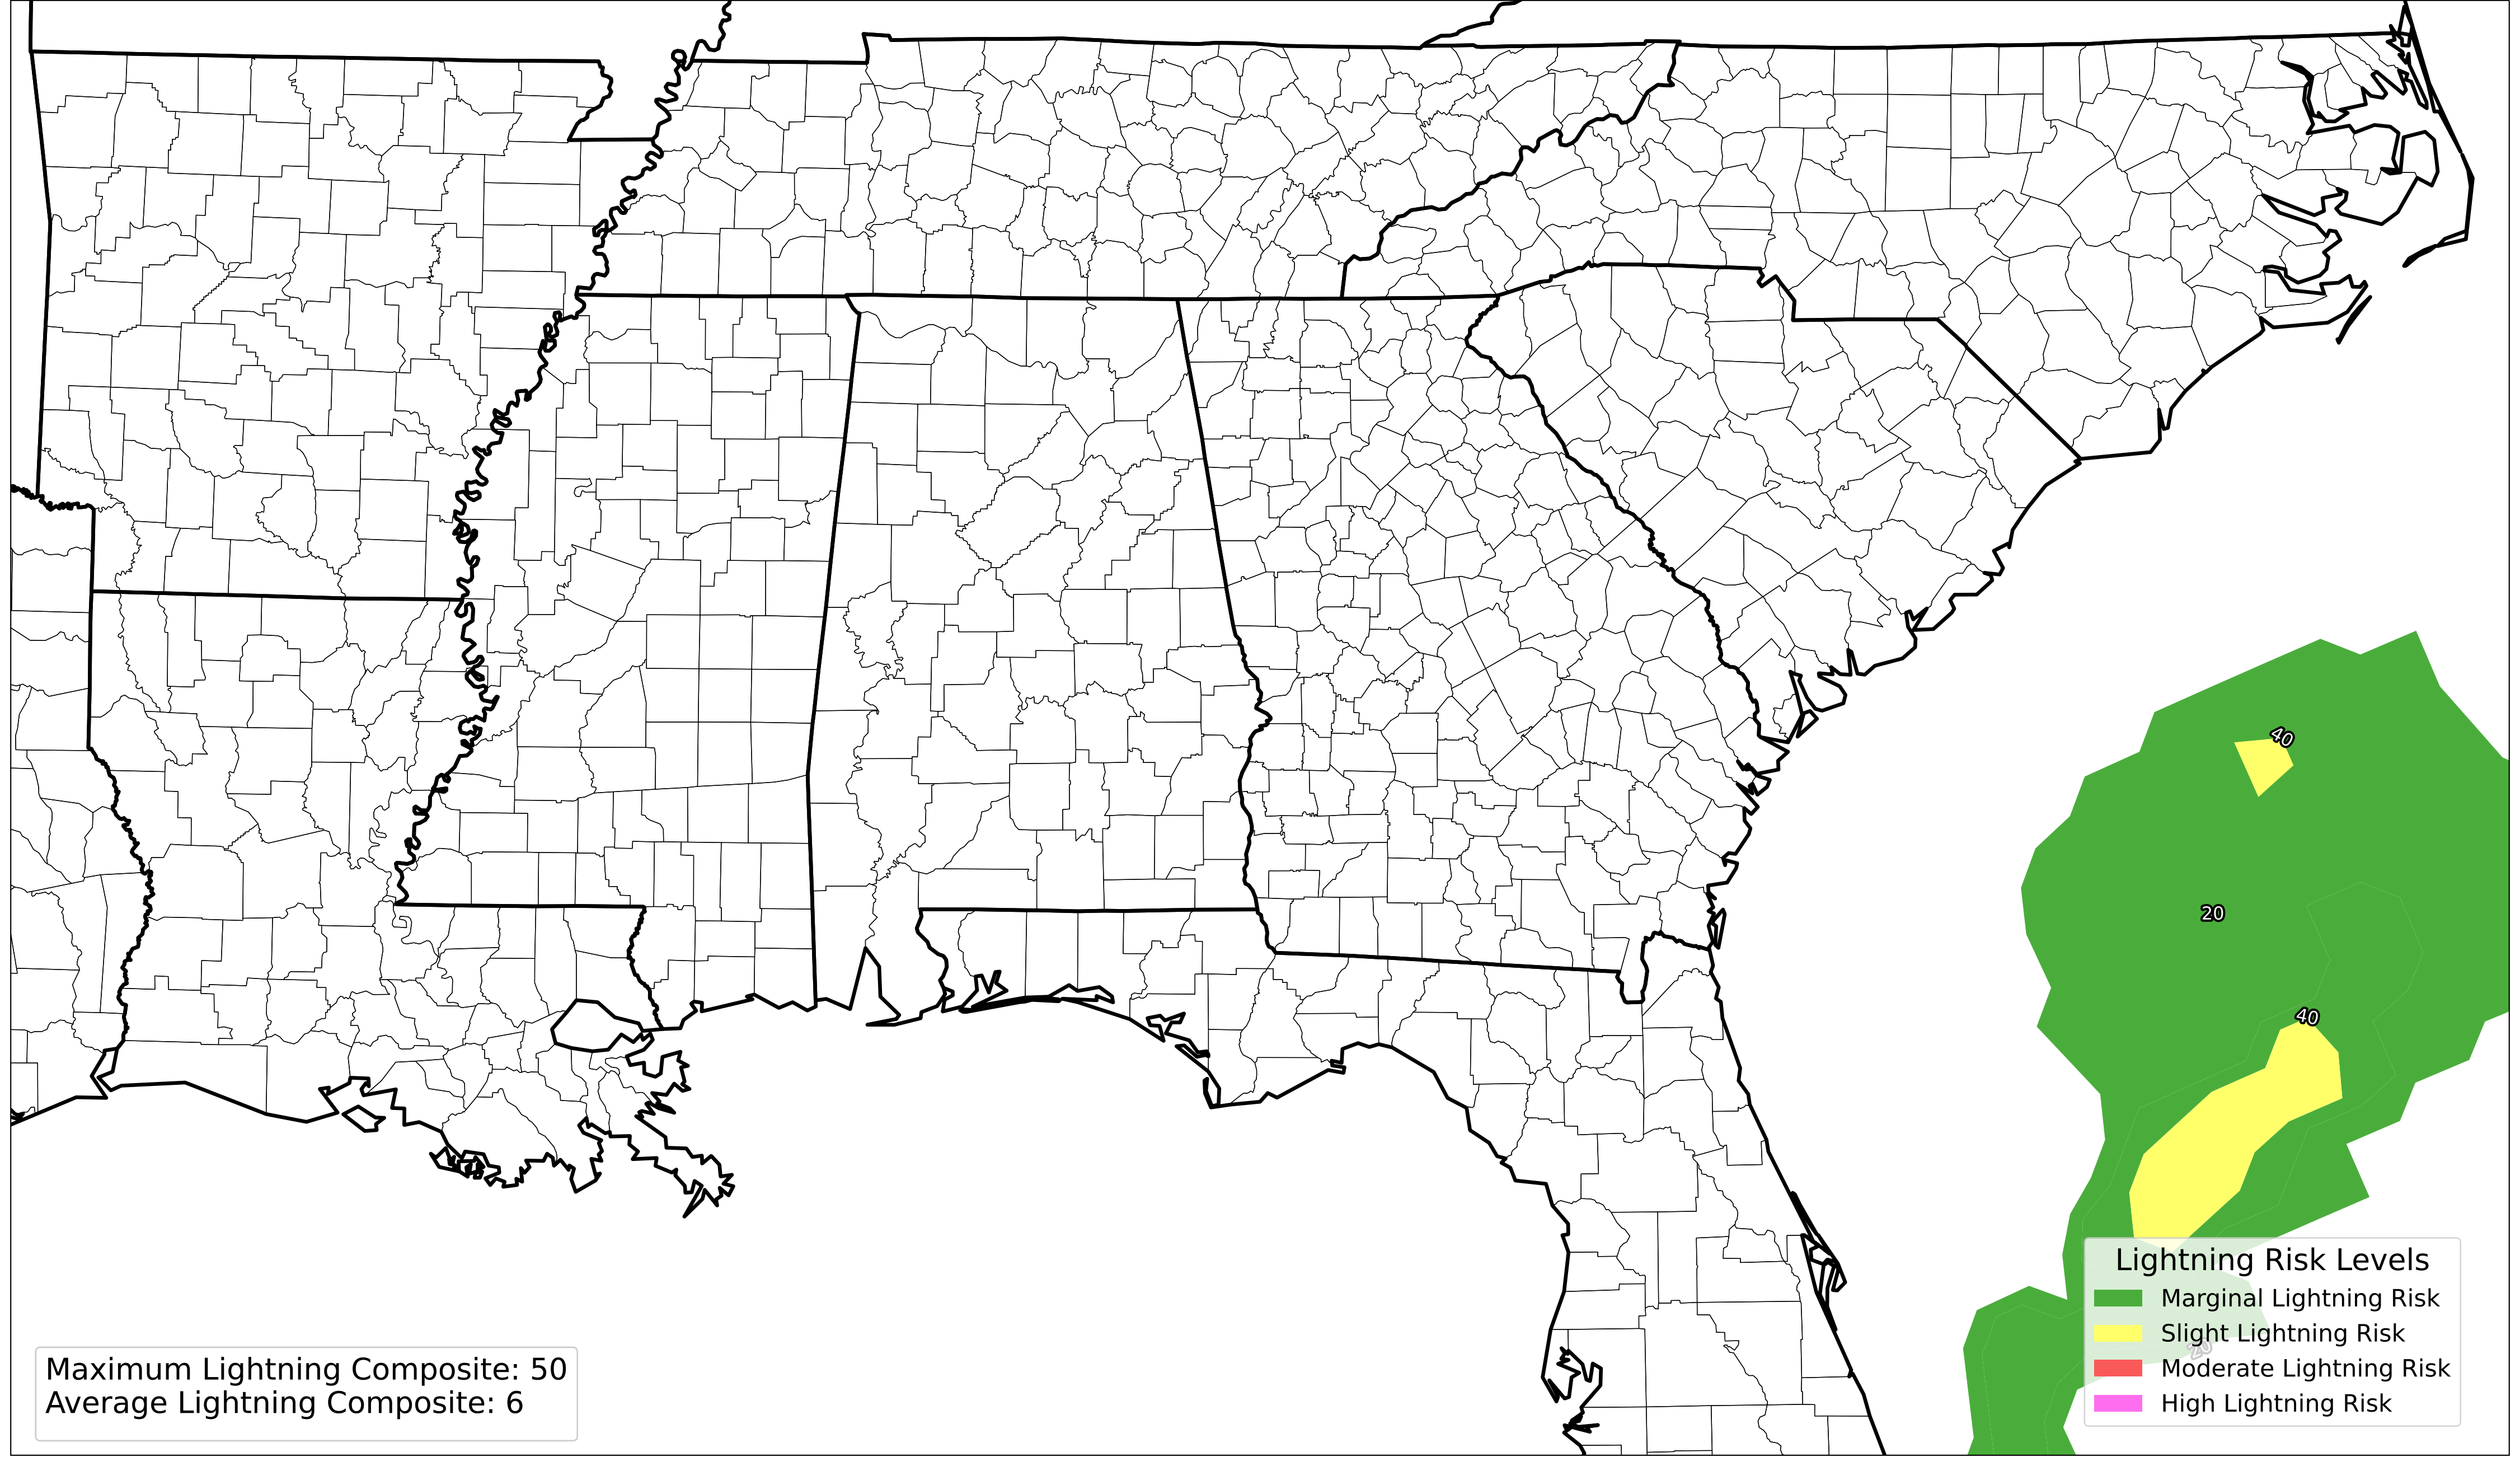 40
20
40
Lightning Risk Levels
Marginal Lightning Risk
Slight Lightning Risk
20
Moderate Lightning Risk
High Lightning Risk
Maximum Lightning Composite: 50
Average Lightning Composite: 6